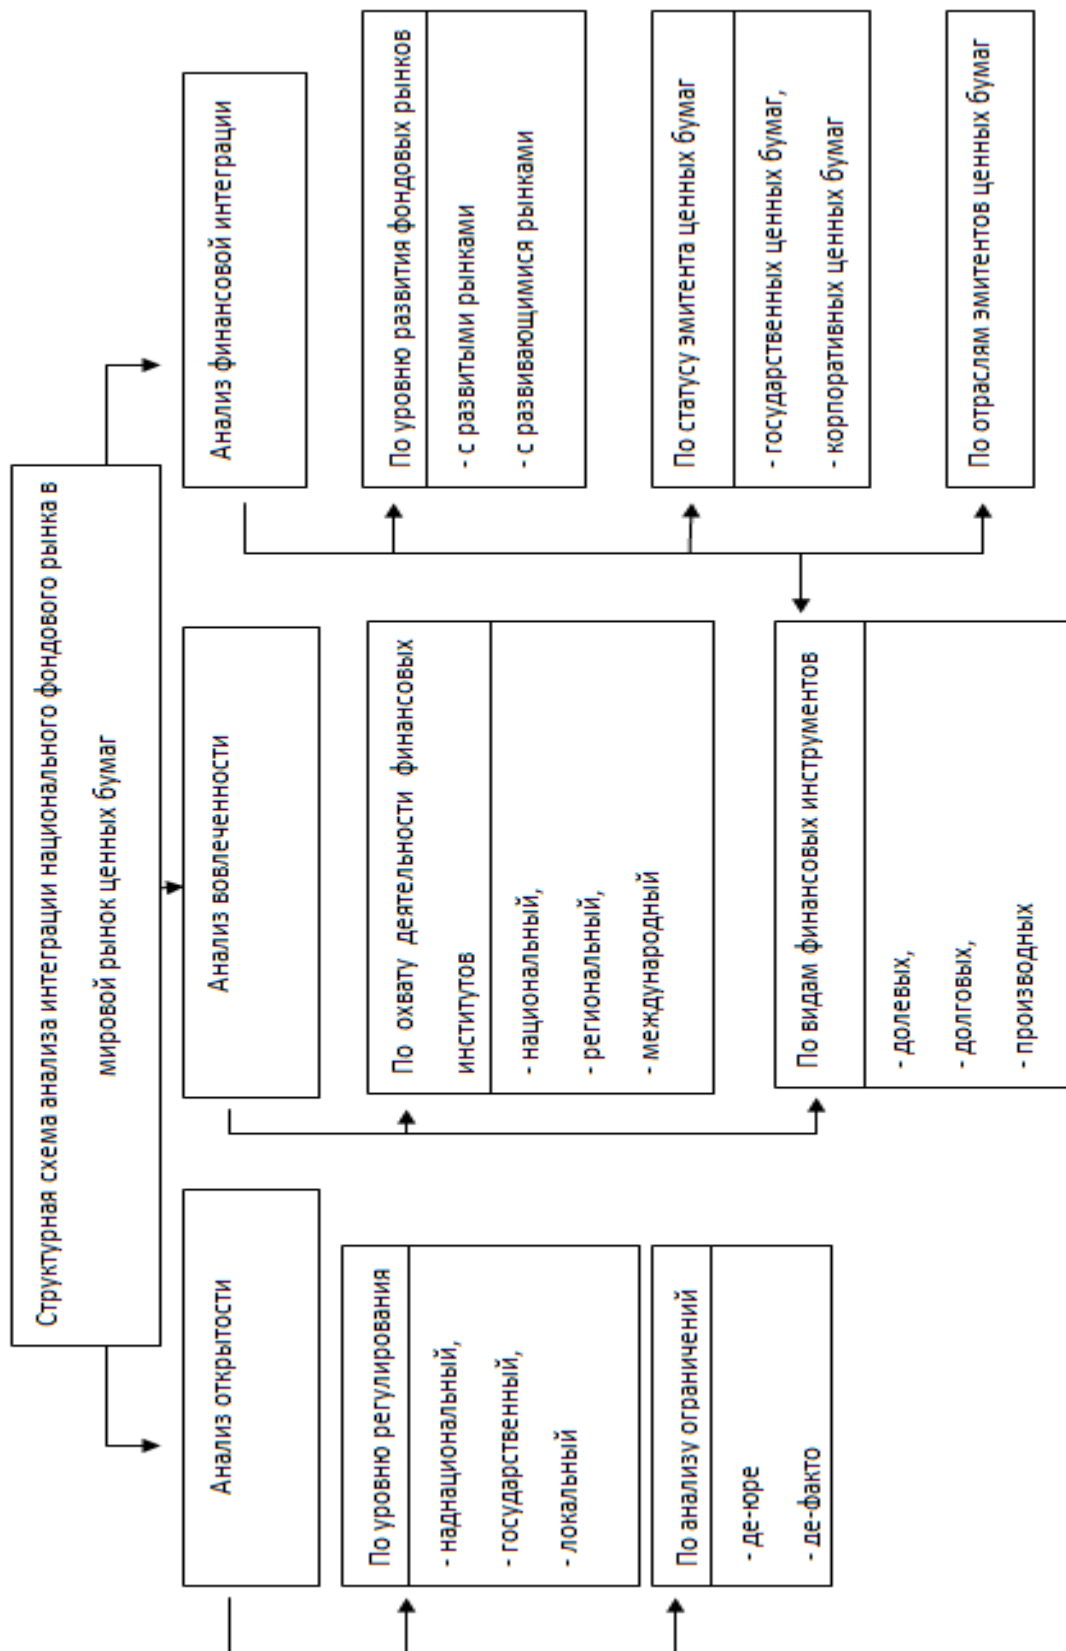 Структурная схема анализа интеграции национального фондового рынка в
мировой рынок ценных бумаг
Анализ открытости
По уровню регулирования
- наднациональный,
- государственный,
- локальный
По анализу ограничений
- де-юре
- де-факто
Анализ вовлеченности
По охвату деятельности финансовых
институтов
- национальный,
- региональный,
- международный
По видам финансовых инструментов
- долевых,
- долговых,
- производных
Анализ финансовой интеграции
По уровню развития фондовых рынков
- с развитыми рынками
- с развивающимися рынками
По статусу эмитента ценных бумаг
- государственных ценных бумаг,
- корпоративных ценных бумаг
По отраслям эмитентов ценных бумаг